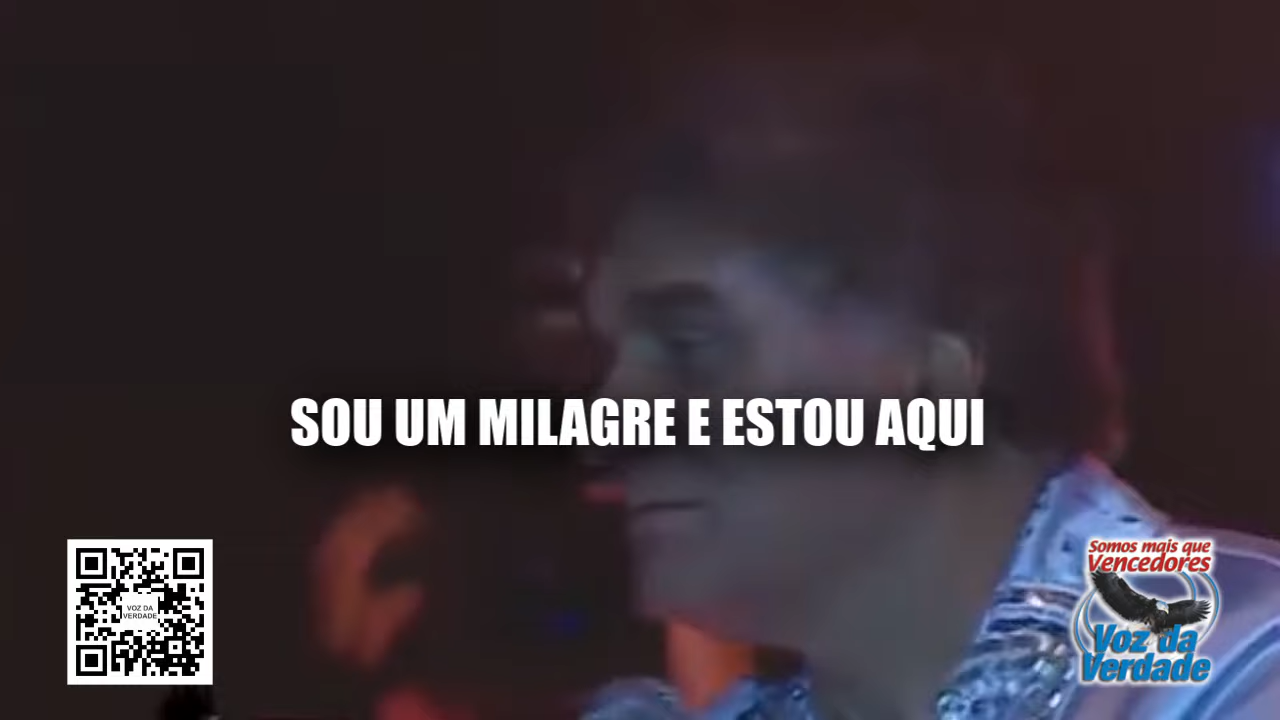 SOU UM MILAGRE E ESTOU AQUI
VOZ DA
VERDADE
Somos mais que
Vencedores
Voz da
Verdade